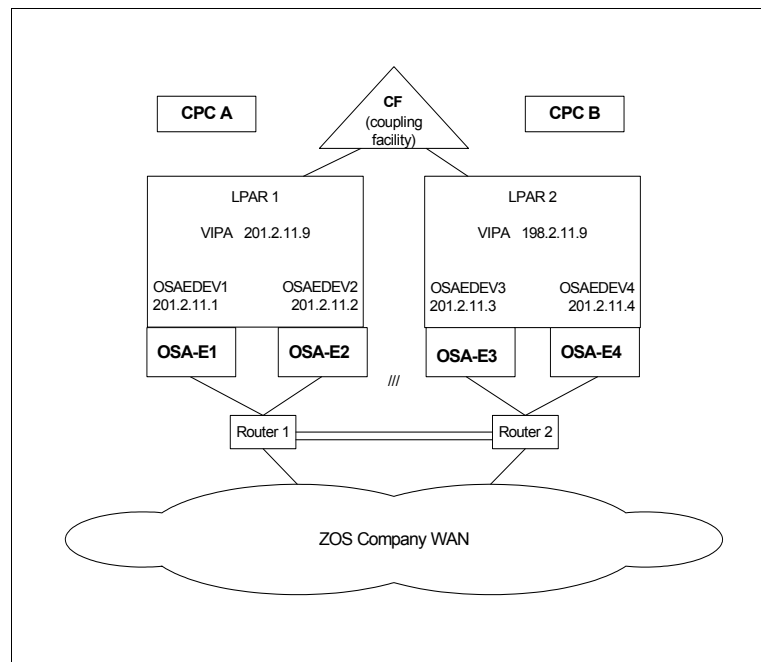 CPC A
CF
(coupling
facility)
CPC B
LPAR 1
VIPA 201.2.11.9
OSAEDEV1
201.2.11.1
OSAEDEV2
201.2.11.2
LPAR 2
VIPA 198.2.11.9
OSAEDEV3
201.2.11.3
OSAEDEV4
201.2.11.4
OSA-E1
OSA-E2
///
OSA-E3
OSA-E4
Router 1
Router 2
ZOS Company WAN